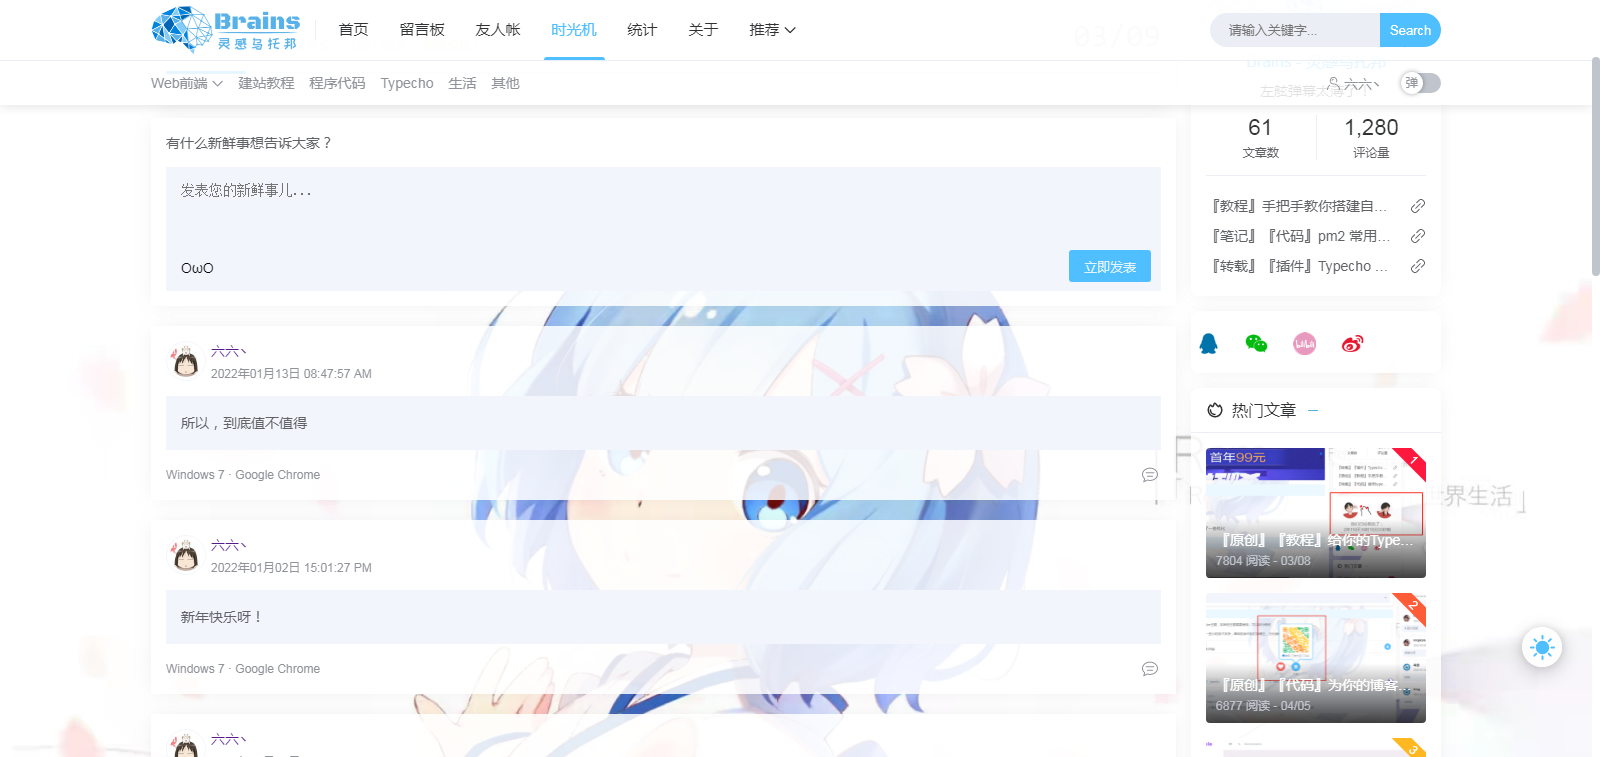 Brains
灵感乌托邦
首页 留言板 友人帐 时光机 统计 关于 推荐
请输入关键字... Search
Web前端 建站教程 程序代码 Typecho 生活 其他
六六丶 弹
有什么新鲜事想告诉大家？
发表您的新鲜事儿...
OωO 立即发表
六六丶
2022年01月13日 08:47:57 AM
所以，到底值不值得
Windows 7 · Google Chrome
六六丶
2022年01月02日 15:01:27 PM
新年快乐呀！
Windows 7 · Google Chrome
六六丶
03/09
Brains - 灵感乌托邦
61 1,280
文章数 评论量
『教程』手把手教你搭建自...
『笔记』『代码』pm2 常用...
『转载』『插件』Typecho ...
bilibili
热门文章
首年99元
1
『原创』『教程』给你的Type...
7804 阅读 - 03/08
2
『原创』『代码』为你的博客...
6877 阅读 - 04/05
3
界生活」